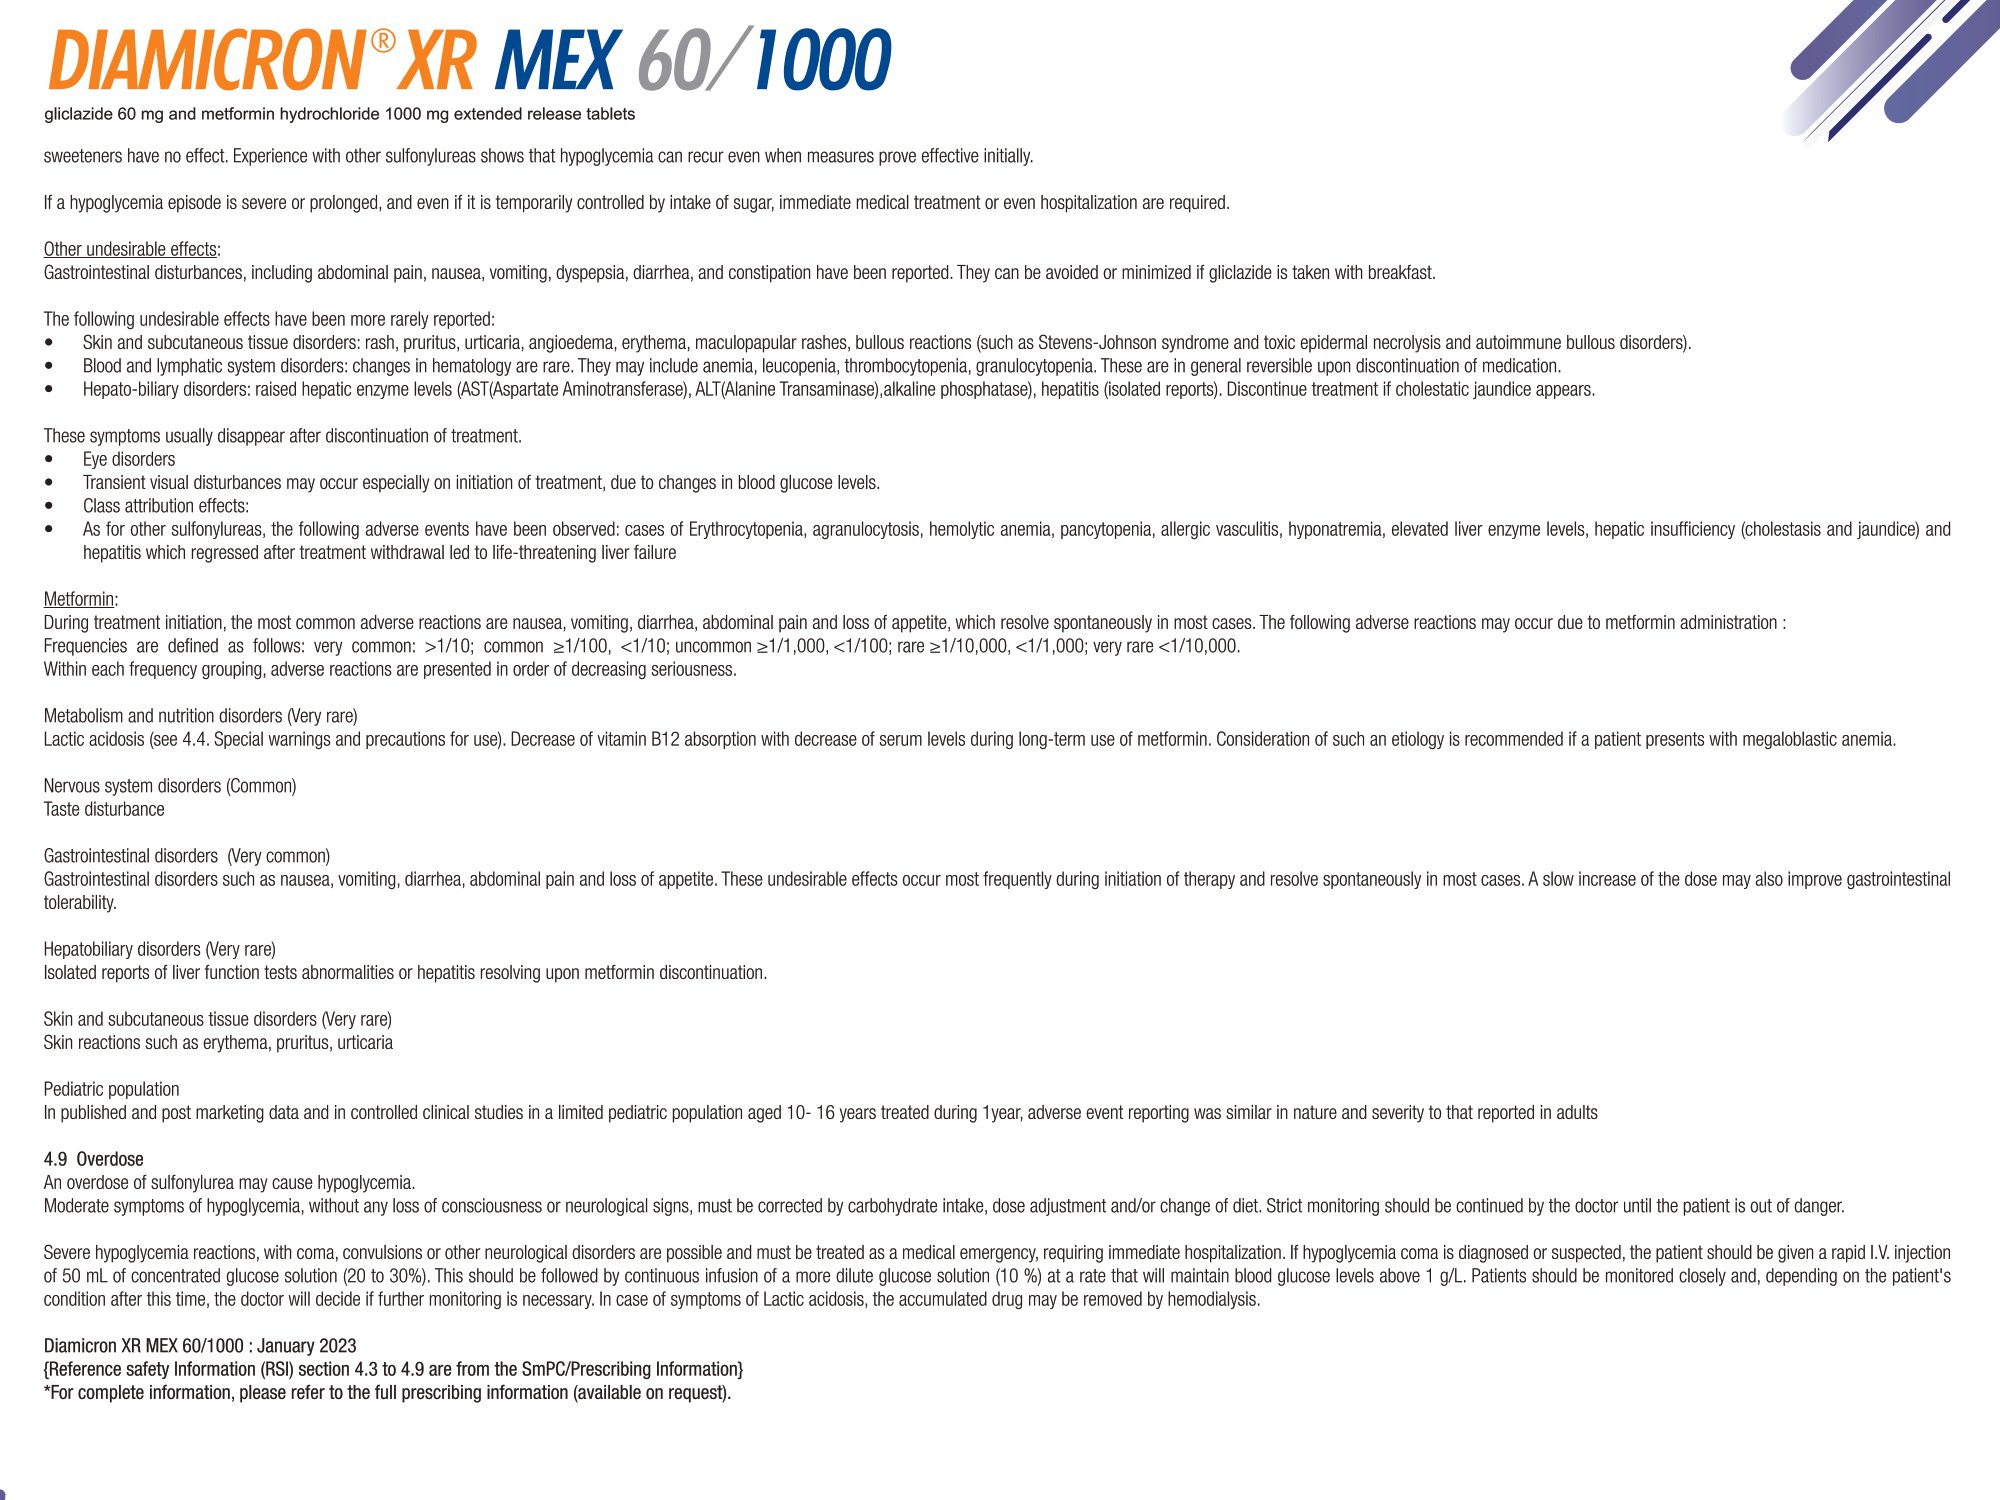 DIAMICRON® XR MEX 60/1000
gliclazide 60 mg and metformin hydrochloride 1000 mg extended release tablets
sweeteners have no effect. Experience with other sulfonylureas shows that hypoglycemia can recur even when measures prove effective initially.
If a hypoglycemia episode is severe or prolonged, and even if it is temporarily controlled by intake of sugar, immediate medical treatment or even hospitalization are required.
Other undesirable effects:
Gastrointestinal disturbances, including abdominal pain, nausea, vomiting, dyspepsia, diarrhea, and constipation have been reported. They can be avoided or minimized if gliclazide is taken with breakfast.
The following undesirable effects have been more rarely reported:
• Skin and subcutaneous tissue disorders: rash, pruritus, urticaria, angioedema, erythema, maculopapular rashes, bullous reactions (such as Stevens-Johnson syndrome and toxic epidermal necrolysis and autoimmune bullous disorders).
• Blood and lymphatic system disorders: changes in hematology are rare. They may include anemia, leucopenia, thrombocytopenia, granulocytopenia. These are in general reversible upon discontinuation of medication.
• Hepato-biliary disorders: raised hepatic enzyme levels (AST(Aspartate Aminotransferase), ALT(Alanine Transaminase),alkaline phosphatase), hepatitis (isolated reports). Discontinue treatment if cholestatic jaundice appears.
These symptoms usually disappear after discontinuation of treatment.
• Eye disorders
• Transient visual disturbances may occur especially on initiation of treatment, due to changes in blood glucose levels.
• Class attribution effects:
• As for other sulfonylureas, the following adverse events have been observed: cases of Erythrocytopenia, agranulocytosis, hemolytic anemia, pancytopenia, allergic vasculitis, hyponatremia, elevated liver enzyme levels, hepatic insufficiency (cholestasis and jaundice) and
hepatitis which regressed after treatment withdrawal led to life-threatening liver failure
Metformin:
During treatment initiation, the most common adverse reactions are nausea, vomiting, diarrhea, abdominal pain and loss of appetite, which resolve spontaneously in most cases. The following adverse reactions may occur due to metformin administration :
Frequencies are defined as follows: very common: >1/10; common ≥1/100, <1/10; uncommon ≥1/1,000, <1/100; rare ≥1/10,000, <1/1,000; very rare <1/10,000.
Within each frequency grouping, adverse reactions are presented in order of decreasing seriousness.
Metabolism and nutrition disorders (Very rare)
Lactic acidosis (see 4.4. Special warnings and precautions for use). Decrease of vitamin B12 absorption with decrease of serum levels during long-term use of metformin. Consideration of such an etiology is recommended if a patient presents with megaloblastic anemia.
Nervous system disorders (Common)
Taste disturbance
Gastrointestinal disorders (Very common)
Gastrointestinal disorders such as nausea, vomiting, diarrhea, abdominal pain and loss of appetite. These undesirable effects occur most frequently during initiation of therapy and resolve spontaneously in most cases. A slow increase of the dose may also improve gastrointestinal
tolerability.
Hepatobiliary disorders (Very rare)
Isolated reports of liver function tests abnormalities or hepatitis resolving upon metformin discontinuation.
Skin and subcutaneous tissue disorders (Very rare)
Skin reactions such as erythema, pruritus, urticaria
Pediatric population
In published and post marketing data and in controlled clinical studies in a limited pediatric population aged 10- 16 years treated during 1year, adverse event reporting was similar in nature and severity to that reported in adults
4.9 Overdose
An overdose of sulfonylurea may cause hypoglycemia.
Moderate symptoms of hypoglycemia, without any loss of consciousness or neurological signs, must be corrected by carbohydrate intake, dose adjustment and/or change of diet. Strict monitoring should be continued by the doctor until the patient is out of danger.
Severe hypoglycemia reactions, with coma, convulsions or other neurological disorders are possible and must be treated as a medical emergency, requiring immediate hospitalization. If hypoglycemia coma is diagnosed or suspected, the patient should be given a rapid I.V. injection
of 50 mL of concentrated glucose solution (20 to 30%). This should be followed by continuous infusion of a more dilute glucose solution (10 %) at a rate that will maintain blood glucose levels above 1 g/L. Patients should be monitored closely and, depending on the patient's
condition after this time, the doctor will decide if further monitoring is necessary. In case of symptoms of Lactic acidosis, the accumulated drug may be removed by hemodialysis.
Diamicron XR MEX 60/1000 : January 2023
{Reference safety Information (RSI) section 4.3 to 4.9 are from the SmPC/Prescribing Information}
*For complete information, please refer to the full prescribing information (available on request).